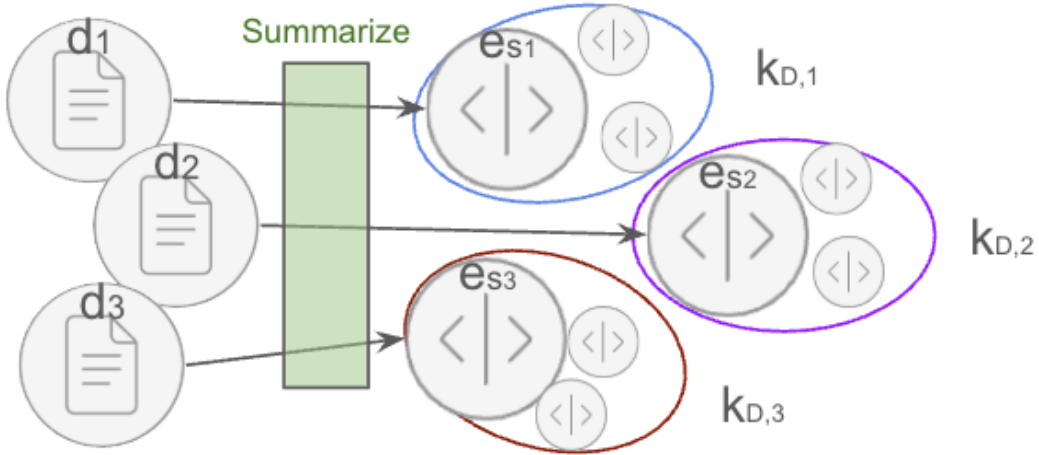 Summarize
d1
es1
kD,1
d2
es2
kD,2
d3
es3
kD,3